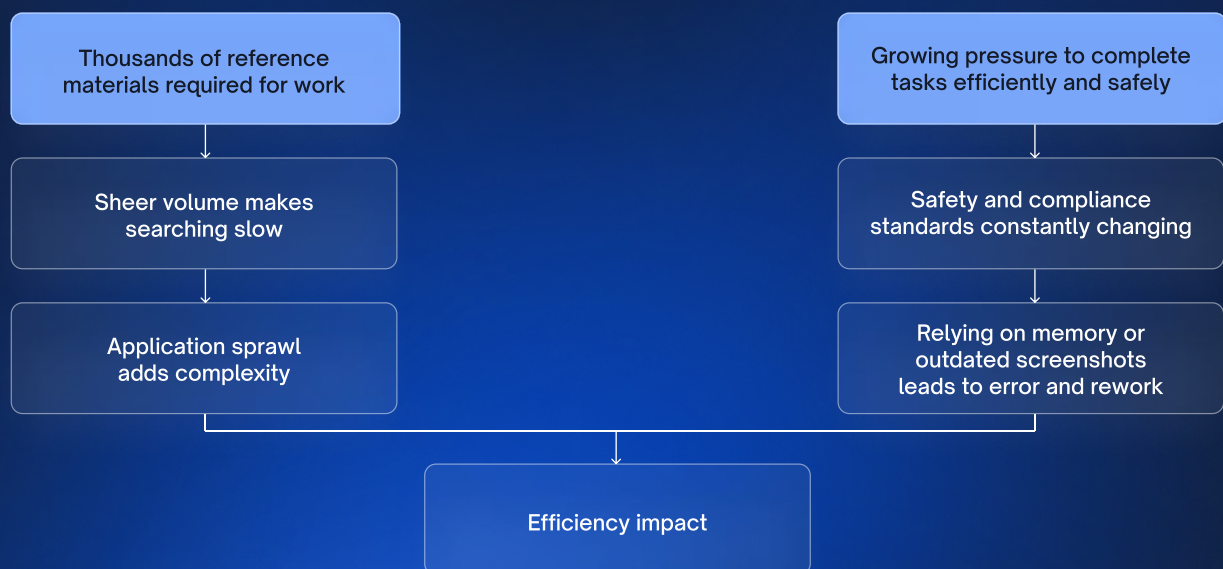 Thousands of reference
materials required for work
Sheer volume makes
searching slow
Application sprawl
adds complexity
Growing pressure to complete
tasks efficiently and safely
Safety and compliance
standards constantly changing
Relying on memory or
outdated screenshots
leads to error and rework
Efficiency impact